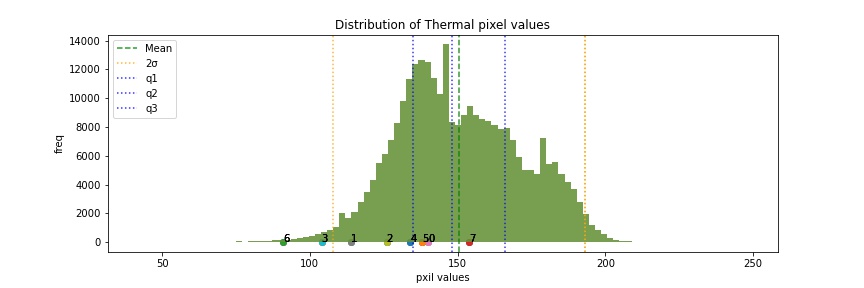 Distribution of Thermal pixel values
14000
12000
10000
8000
6000
4000
2000
0
freq
Mean
2σ
q1
q2
q3
6 3 1 2 4 50 7
50 100 150 200 250
pxil values